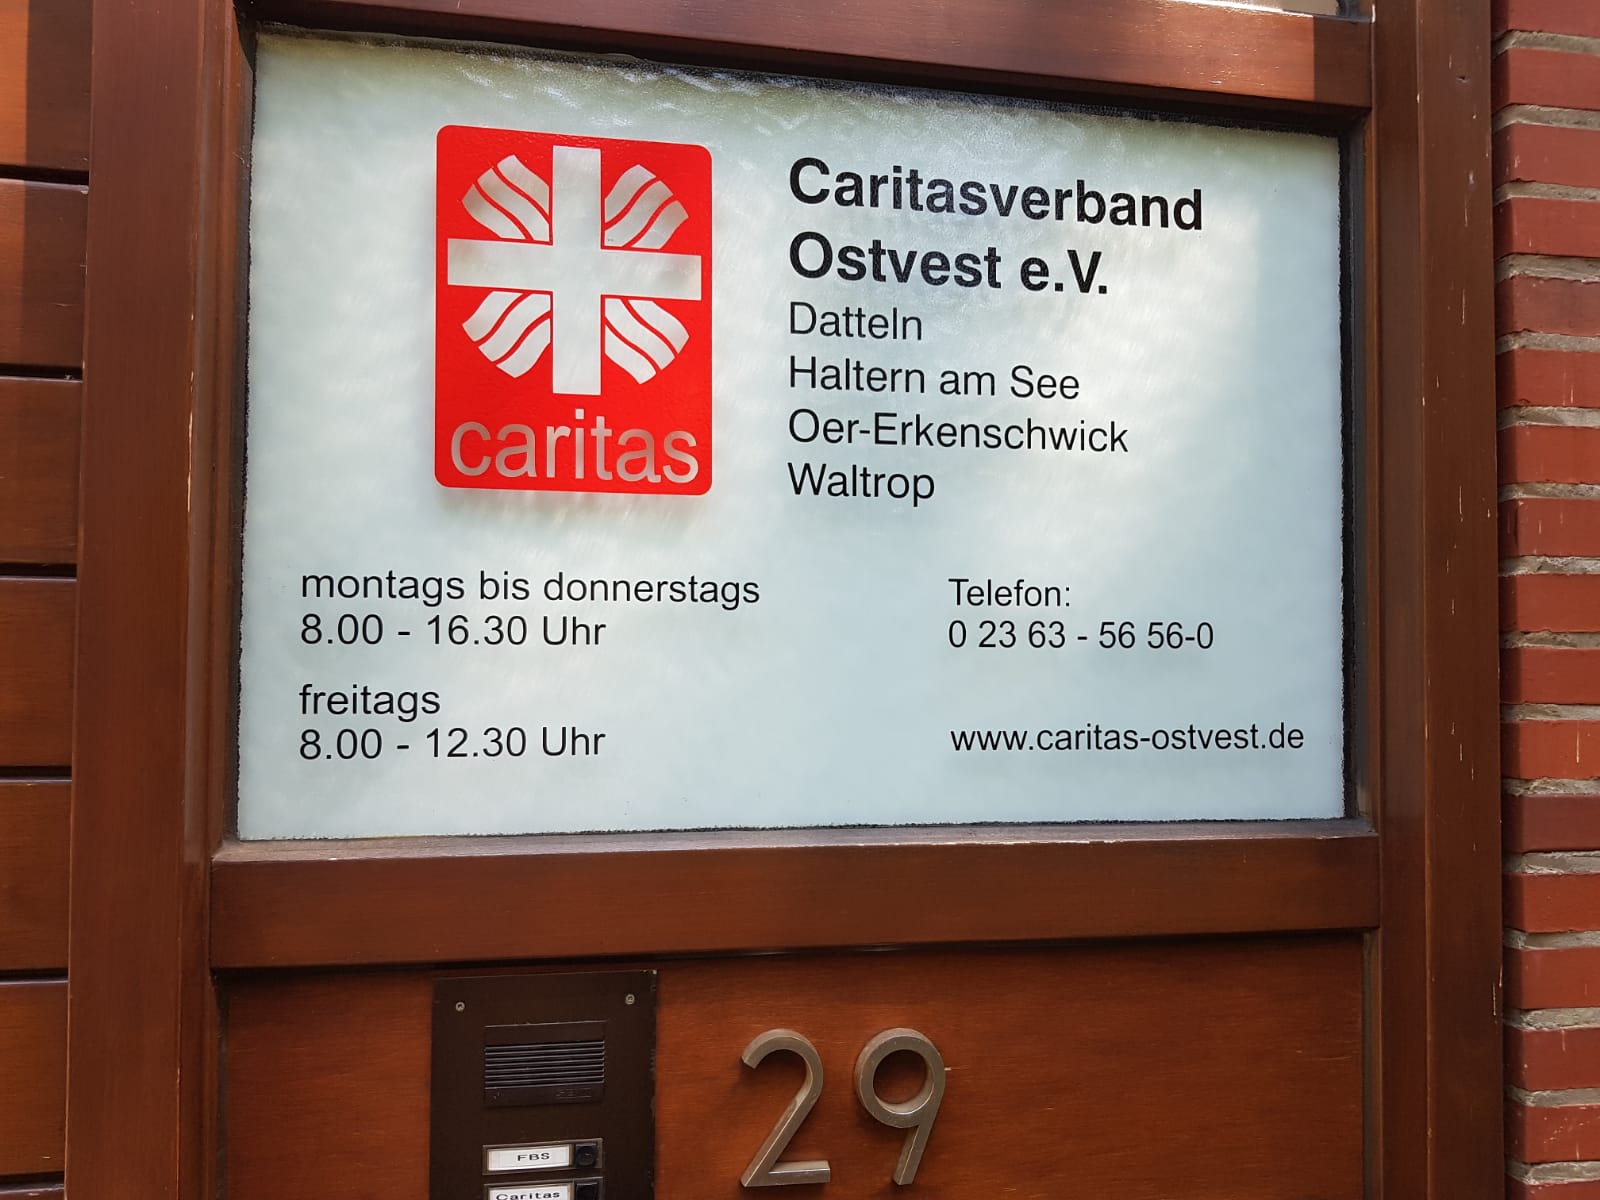 caritas
Caritasverband
Ostvest e.V.
Datteln
Haltern am See
Oer-Erkenschwick
Waltrop
montags bis donnerstags
8.00 - 16.30 Uhr
freitags
8.00 - 12.30 Uhr
Telefon:
0 23 63 - 56 56-0
www.caritas-ostvest.de
29
FBS
Caritas